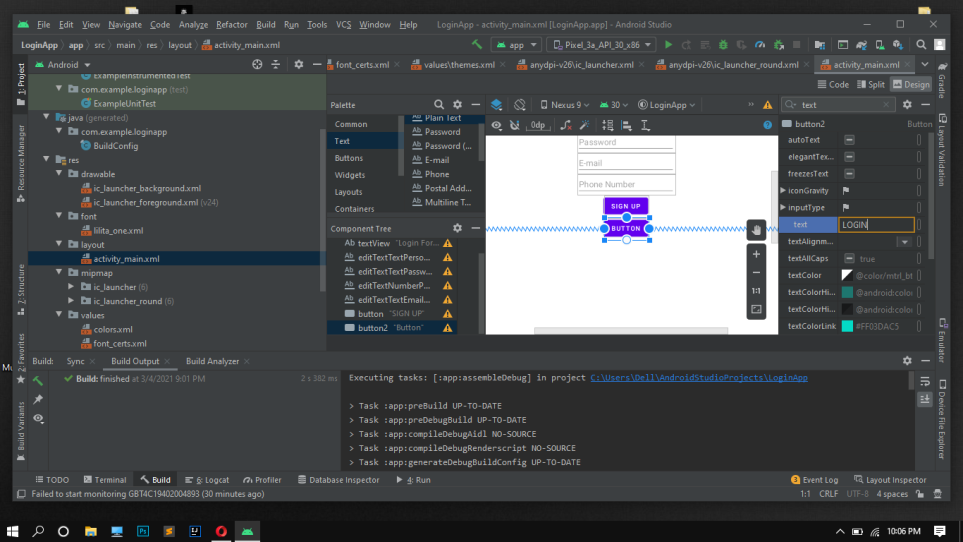 File Edit View Navigate Code Analyze Refactor Build Run Tools VCS Window Help LoginApp - activity_main.xml [LoginApp.app] - Android Studio
LoginApp app src main res layout activity_main.xml app Pixel_3a_API_30_x86
Android font_certs.xml values\themes.xml anydpi-v26\ic_launcher.xml anydpi-v26\ic_launcher_round.xml activity_main.xml
Code Split Design
1: Project
Resource Manager
7: Structure
2: Favorites
Build Variants
ExampleInstrumentedTest
com.example.loginapp (test)
ExampleUnitTest
java (generated)
com.example.loginapp
BuildConfig
res
drawable
ic_launcher_background.xml
ic_launcher_foreground.xml (v24)
font
lilita_one.xml
layout
activity_main.xml
mipmap
ic_launcher (6)
ic_launcher_round (6)
values
colors.xml
font_certs.xml
Palette
Common
Text
Buttons
Widgets
Layouts
Containers
Plain Text
Password
Password (...
E-mail
Phone
Postal Add...
Multiline T...
Component Tree
Ab textView "Login For...
Ab editTextTextPerso...
Ab editTextTextPassw...
Ab editTextNumberP...
Ab editTextTextEmai...
button "SIGN UP"
button2 "Button"
Nexus 9 30 LoginApp
0dp
Password
E-mail
Phone Number
SIGN UP
BUTTON
1:1
text
button2 Button
autoText
elegantTex...
freezesText
iconGravity
inputType
text LOGIN
textAlignm...
textAllCaps true
textColor @color/mtrl_bt
textColorHi... @android:color
textColorHi... @android:color
textColorLink #FF03DAC5
Gradle
Layout Validation
Emulator
Device File Explorer
Build: Sync Build Output Build Analyzer
Build: finished at 3/4/2021 9:01 PM 2 s 382 ms
Executing tasks: [:app:assembleDebug] in project C:\Users\Dell\AndroidStudioProjects\LoginApp
> Task :app:preBuild UP-TO-DATE
> Task :app:preDebugBuild UP-TO-DATE
> Task :app:compileDebugAidl NO-SOURCE
> Task :app:compileDebugRenderscript NO-SOURCE
> Task :app:generateDebugBuildConfig UP-TO-DATE
TODO Terminal Build 6: Logcat Profiler Database Inspector 4: Run 3 Event Log Layout Inspector
Failed to start monitoring GBT4C19402004893 (30 minutes ago) 1:1 CRLF UTF-8 4 spaces
Ps IJ 10:06 PM